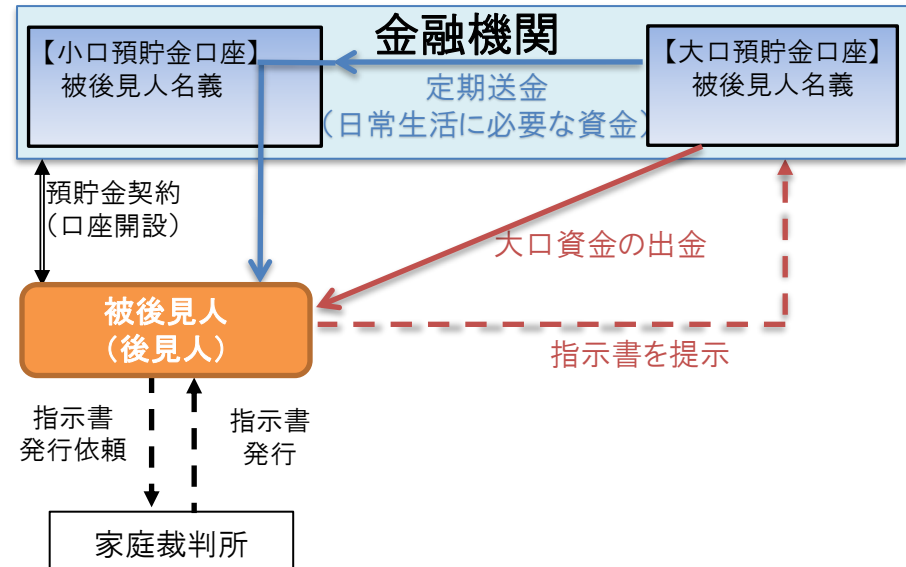 金融機関
【小口預貯金口座】
被後見人名義
【大口預貯金口座】
被後見人名義
定期送金
（日常生活に必要な資金）
預貯金契約
（口座開設）
大口資金の出金
被後見人
（後見人）
指示書を提示
指示書
発行依頼
指示書
発行
家庭裁判所